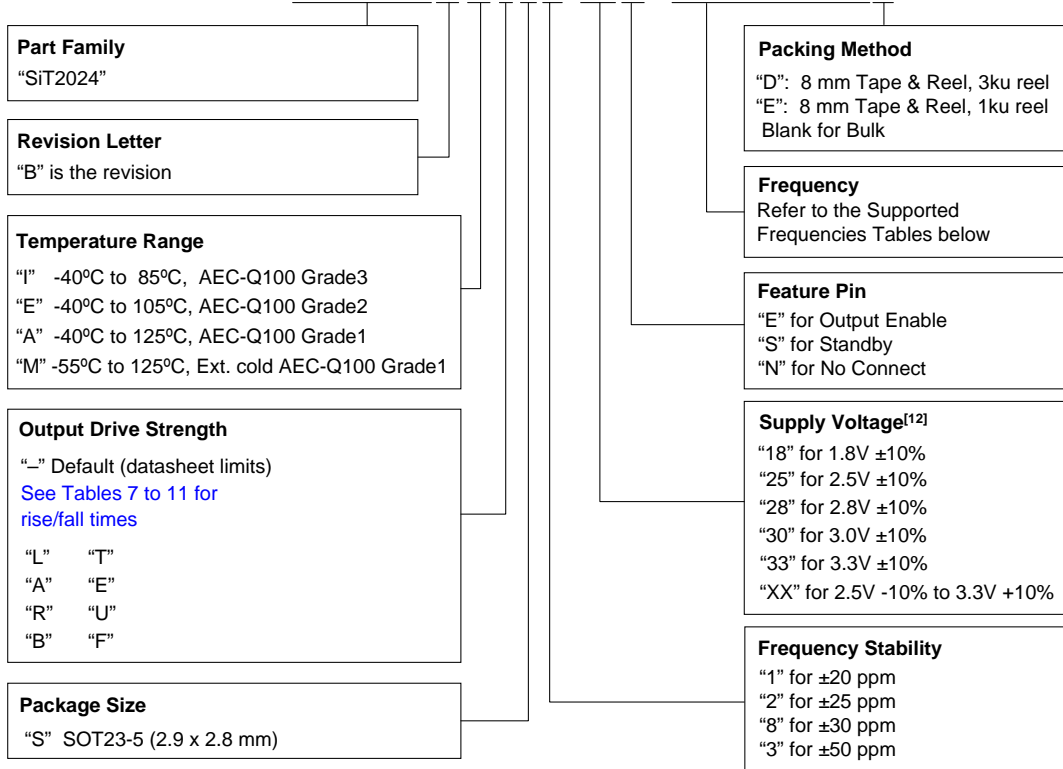 Part Family
“SiT2024”
Revision Letter
“B” is the revision
Temperature Range
“I” -40ºC to 85ºC, AEC-Q100 Grade3
“E” -40ºC to 105ºC, AEC-Q100 Grade2
“A” -40ºC to 125ºC, AEC-Q100 Grade1
“M” -55ºC to 125ºC, Ext. cold AEC-Q100 Grade1
Output Drive Strength
“–” Default (datasheet limits)
See Tables 7 to 11 for
rise/fall times
“L” “T”
“A” “E”
“R” “U”
“B” “F”
Package Size
“S” SOT23-5 (2.9 x 2.8 mm)
Packing Method
“D”: 8 mm Tape & Reel, 3ku reel
“E”: 8 mm Tape & Reel, 1ku reel
Blank for Bulk
Frequency
Refer to the Supported
Frequencies Tables below
Feature Pin
“E” for Output Enable
“S” for Standby
“N” for No Connect
Supply Voltage[12]
“18” for 1.8V ±10%
“25” for 2.5V ±10%
“28” for 2.8V ±10%
“30” for 3.0V ±10%
“33” for 3.3V ±10%
“XX” for 2.5V -10% to 3.3V +10%
Frequency Stability
“1” for ±20 ppm
“2” for ±25 ppm
“8” for ±30 ppm
“3” for ±50 ppm